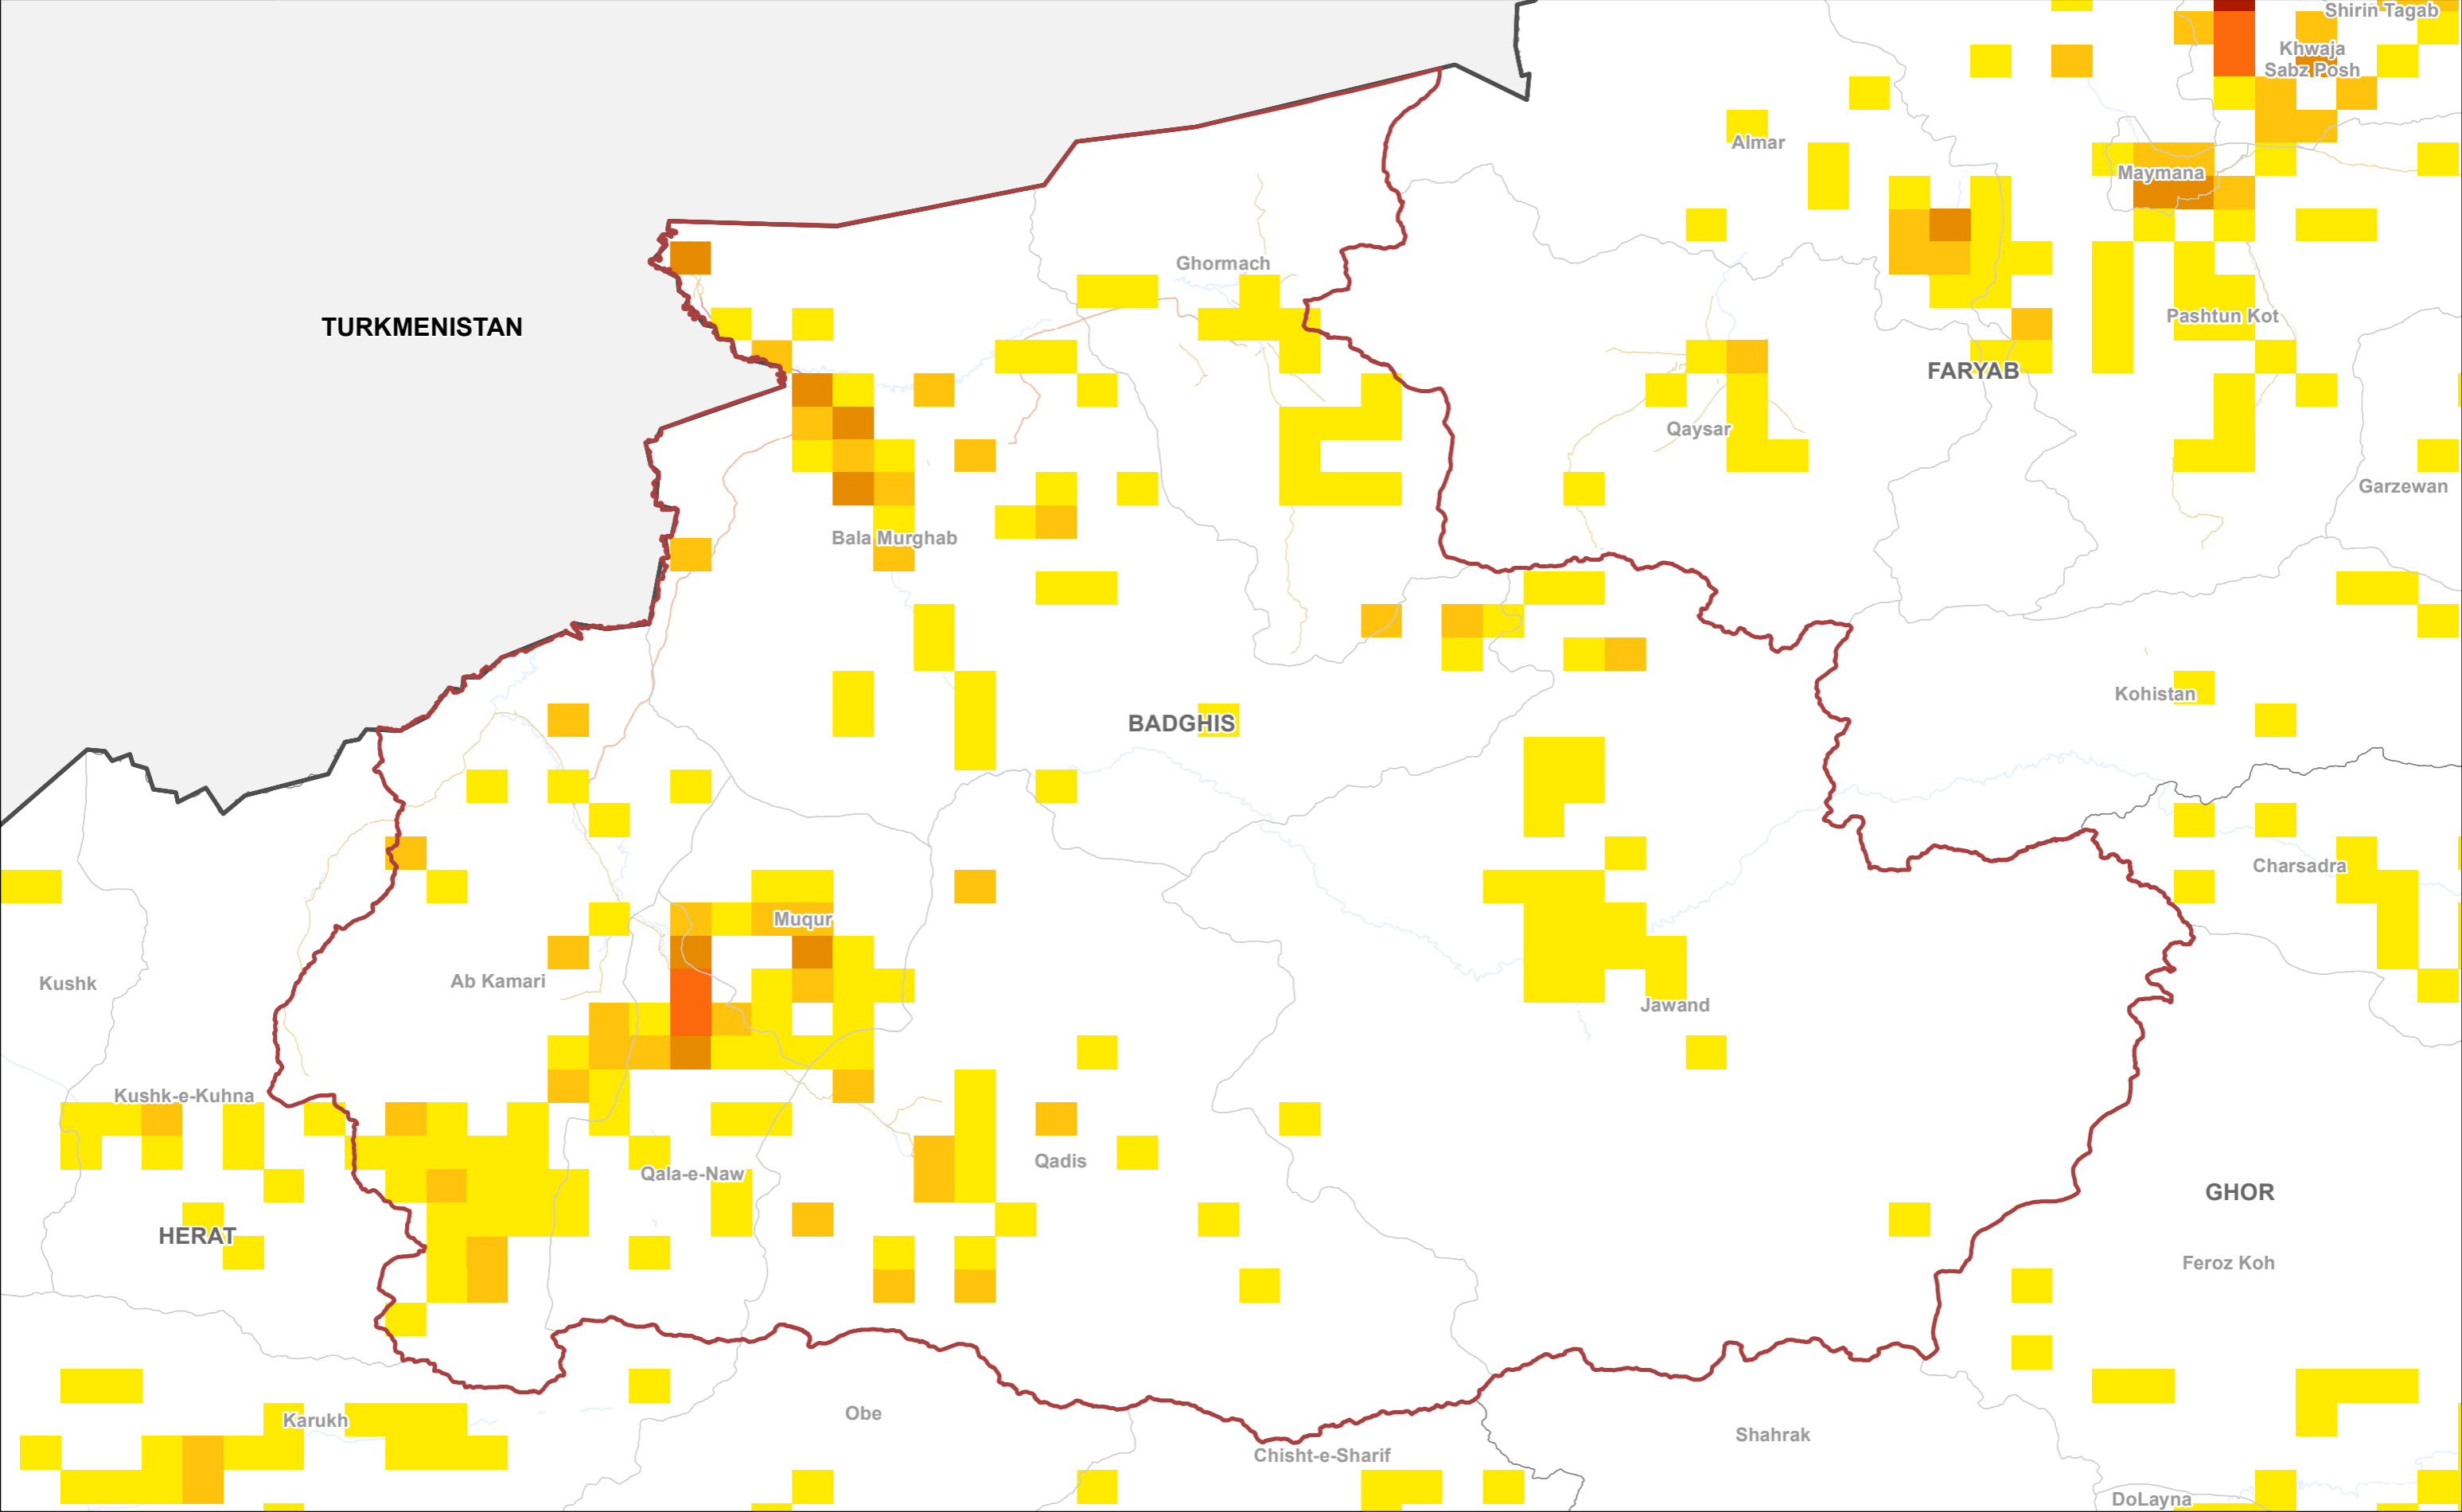 Shirin Tagab
Khwaja
Sabz Posh
Almar
Maymana
Ghormach
Pashtun Kot
TURKMENISTAN
FARYAB
Qaysar
Garzewan
Bala Murghab
Kohistan
BADGHIS
Charsadra
Muqur
Ab Kamari
Kushk
Jawand
Kushk-e-Kuhna
Qadis
Qala-e-Naw
GHOR
HERAT
Feroz Koh
Obe
Karukh
Shahrak
Chisht-e-Sharif
DoLayna